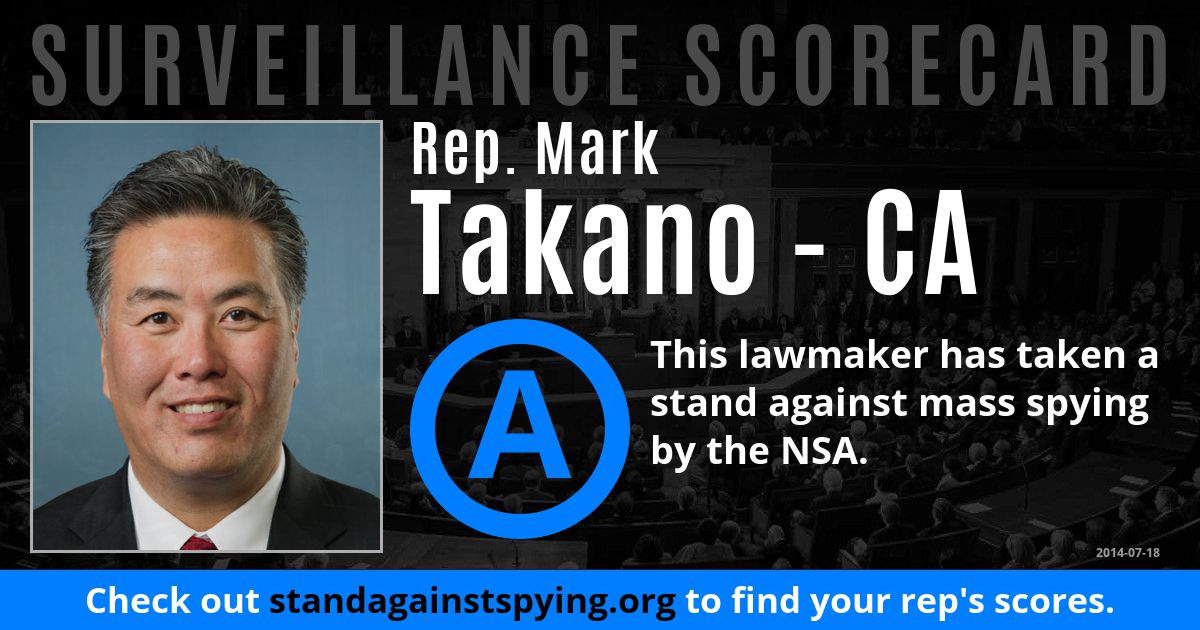 SURVEILLANCE SCORECARD
Rep. Mark
Takano - CA
A
This lawmaker has taken a
stand against mass spying
by the NSA.
2014-07-18
Check out standagainstspying.org to find your rep's scores.